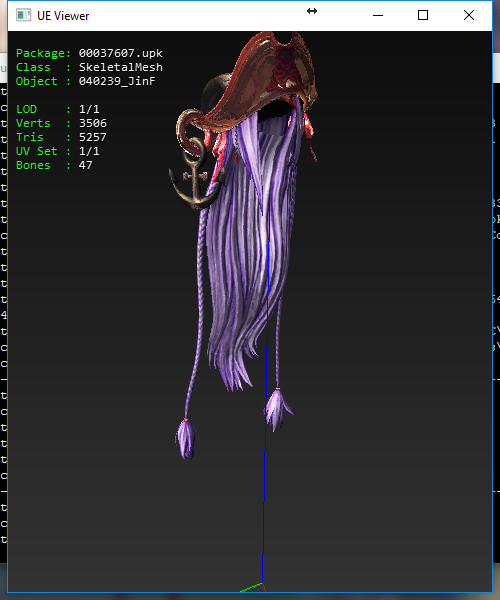 UE Viewer
Package: 00037607.upk
Class : SkeletalMesh
Object : 040239_JinF
LOD : 1/1
Verts : 3506
Tris : 5257
UV Set : 1/1
Bones : 47